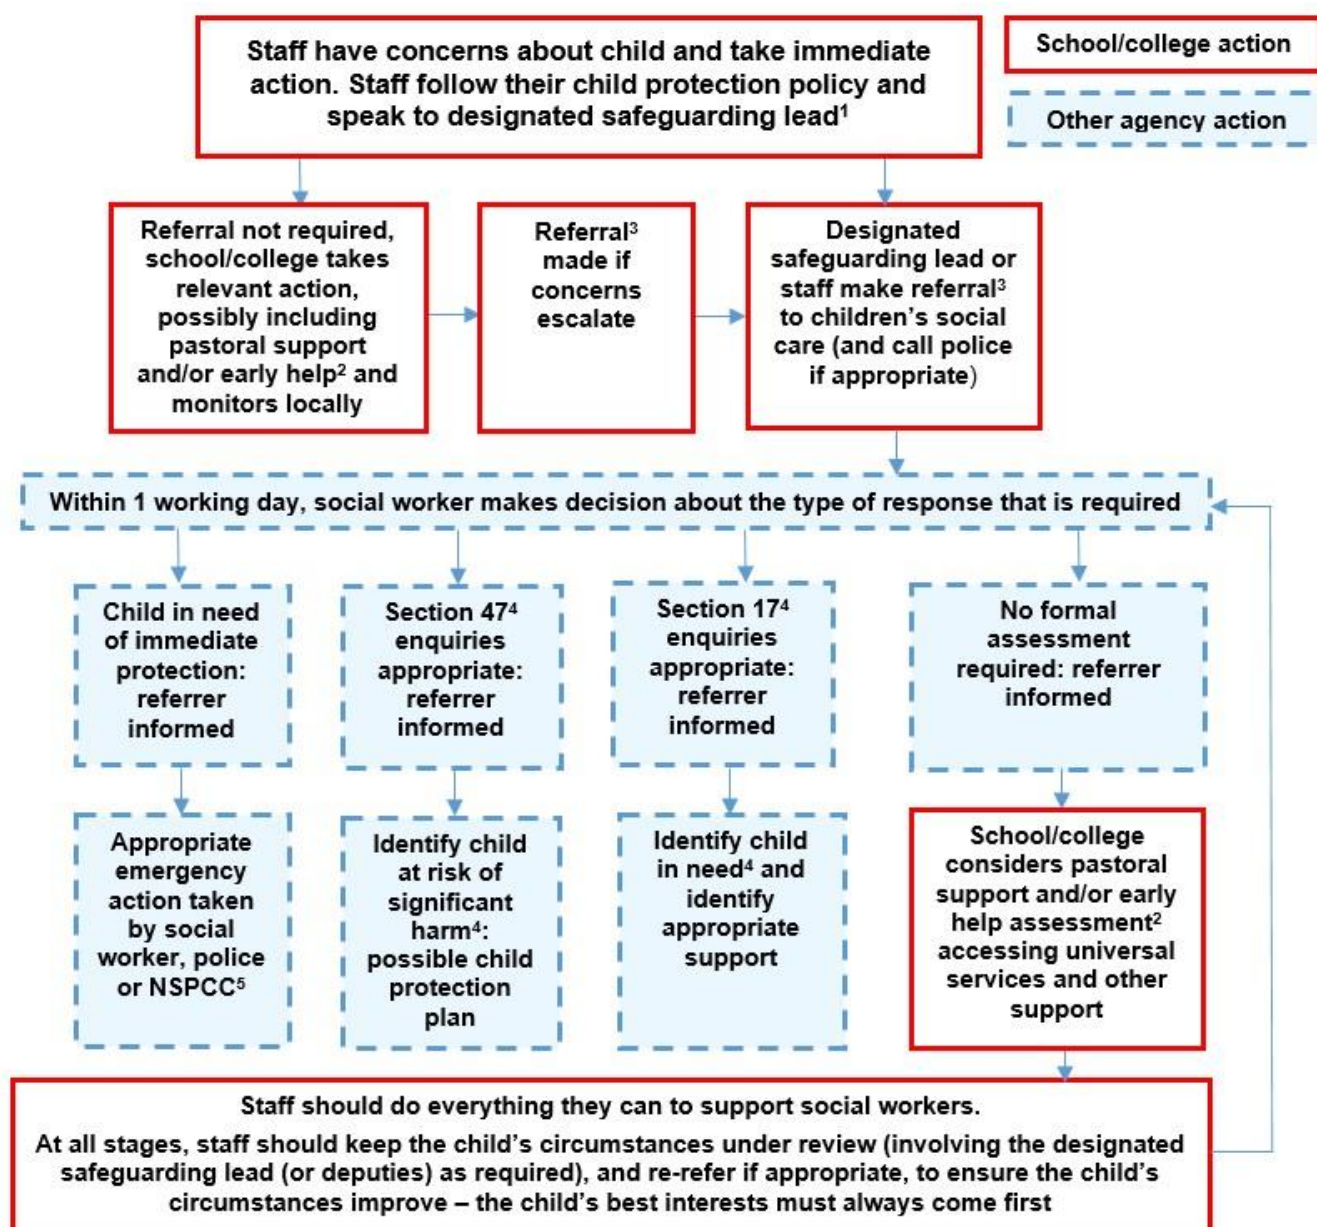 Staff have concerns about child and take immediate
action. Staff follow their child protection policy and
speak to designated safeguarding lead¹
School/college action
Other agency action
Referral not required,
school/college takes
relevant action,
possibly including
pastoral support
and/or early help² and
monitors locally
Referral³
made if
concerns
escalate
Designated
safeguarding lead or
staff make referral³
to children’s social
care (and call police
if appropriate)
Within 1 working day, social worker makes decision about the type of response that is required
Child in need
of immediate
protection:
referrer
informed
Section 47⁴
enquiries
appropriate:
referrer
informed
Section 17⁴
enquiries
appropriate:
referrer
informed
No formal
assessment
required: referrer
informed
Appropriate
emergency
action taken
by social
worker, police
or NSPCC⁵
Identify child
at risk of
significant
harm⁴:
possible child
protection
plan
Identify child
in need⁴ and
identify
appropriate
support
School/college
considers pastoral
support and/or early
help assessment²
accessing universal
services and other
support
Staff should do everything they can to support social workers.
At all stages, staff should keep the child’s circumstances under review (involving the designated
safeguarding lead (or deputies) as required), and re-refer if appropriate, to ensure the child’s
circumstances improve – the child’s best interests must always come first